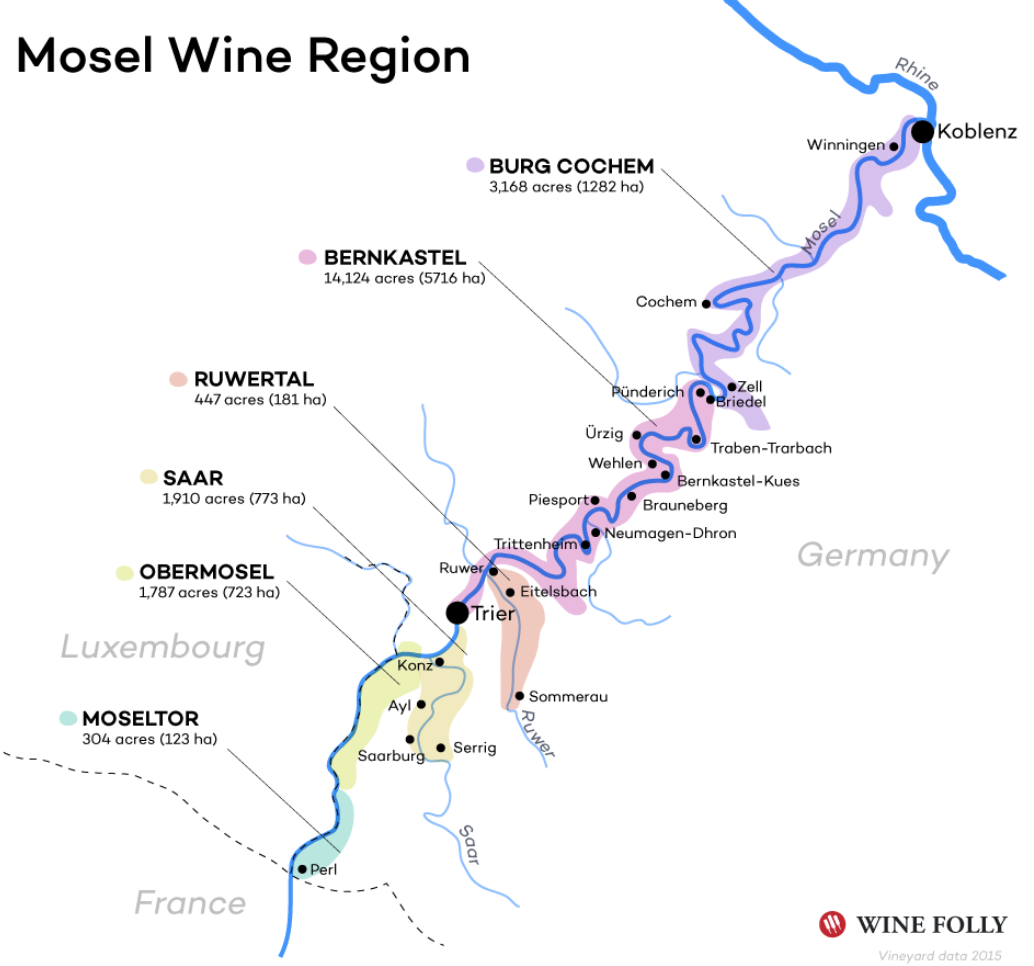 Mosel Wine Region
Rhine
Koblenz
Winningen
BURG COCHEM
3,168 acres (1282 ha)
Mosel
BERNKASTEL
14,124 acres (5716 ha)
Cochem
RUWERTAL
447 acres (181 ha)
Pünderich
Zell
Briedel
Ürzig
Traben-Trarbach
Wehlen
Bernkastel-Kues
SAAR
1,910 acres (773 ha)
Piesport
Brauneberg
Neumagen-Dhron
Trittenheim
Germany
OBERMOSEL
1,787 acres (723 ha)
Ruwer
Eitelsbach
Trier
Luxembourg
Konz
Sommerau
Ayl
Ruwer
MOSELTOR
304 acres (123 ha)
Saarburg
Serrig
Saar
Perl
France
WINE FOLLY
Vineyard data 2015